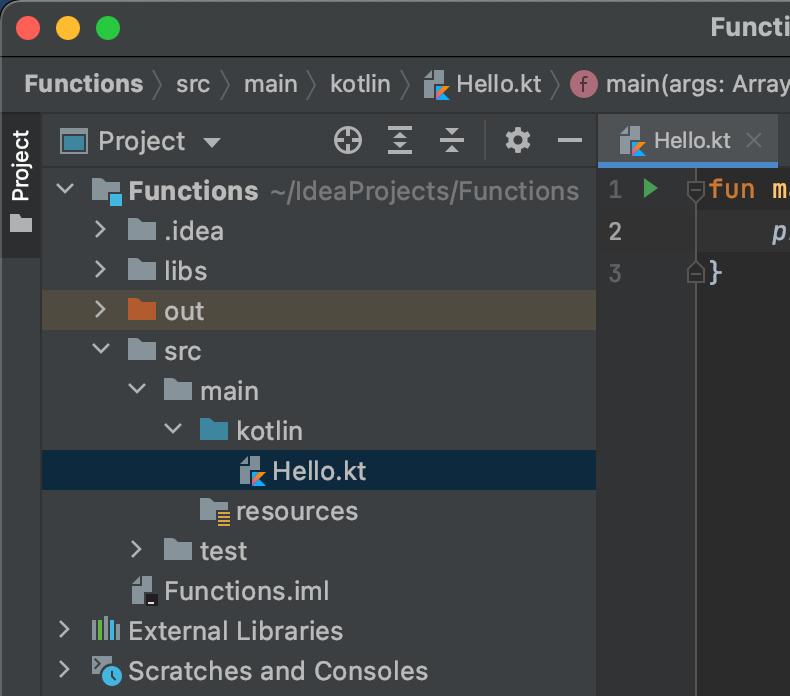 Functi
Functions src main kotlin Hello.kt f main(args: Array
Project
Project
Hello.kt
Functions ~/IdeaProjects/Functions
.idea
libs
out
src
main
kotlin
Hello.kt
resources
test
Functions.iml
External Libraries
Scratches and Consoles
1 fun m
2 p
3 }